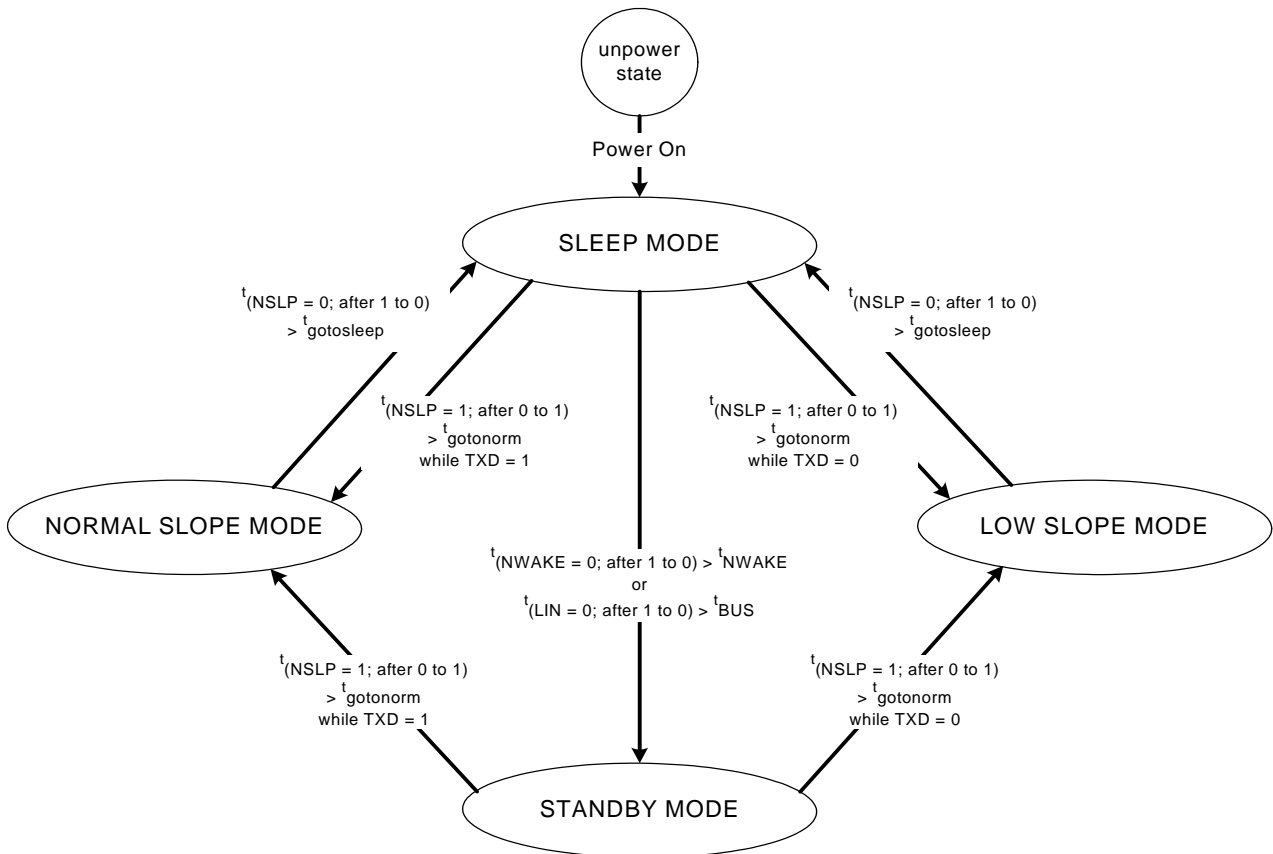 unpower
state
Power On
SLEEP MODE
t(NSLP = 0; after 1 to 0)
> tgotosleep
t(NSLP = 0; after 1 to 0)
> tgotosleep
t(NSLP = 1; after 0 to 1)
> tgotonorm
while TXD = 1
t(NSLP = 1; after 0 to 1)
> tgotonorm
while TXD = 0
NORMAL SLOPE MODE
LOW SLOPE MODE
t(NWAKE = 0; after 1 to 0) > tNWAKE
or
t(LIN = 0; after 1 to 0) > tBUS
t(NSLP = 1; after 0 to 1)
> tgotonorm
while TXD = 1
t(NSLP = 1; after 0 to 1)
> tgotonorm
while TXD = 0
STANDBY MODE